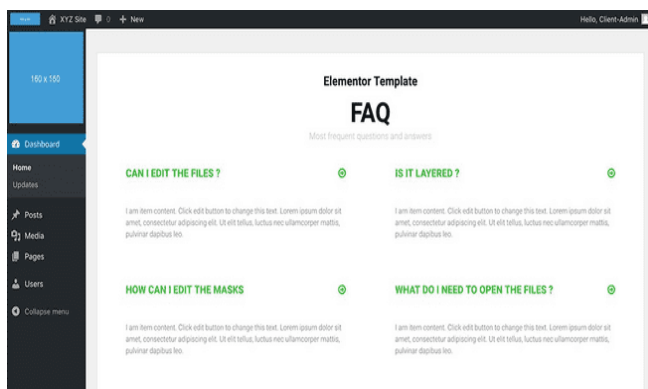 XYZ Site 0 + New
Hello, Client-Admin
160 x 160
Dashboard
Home
Updates
Posts
Media
Pages
Users
Collapse menu
Elementor Template
FAQ
Most frequent questions and answers
CAN I EDIT THE FILES ?
I am item content. Click edit button to change this text. Lorem ipsum dolor sit
amet, consectetur adipiscing elit. Ut elit tellus, luctus nec ullamcorper mattis,
pulvinar dapibus leo.
IS IT LAYERED ?
I am item content. Click edit button to change this text. Lorem ipsum dolor sit
amet, consectetur adipiscing elit. Ut elit tellus, luctus nec ullamcorper mattis,
pulvinar dapibus leo.
HOW CAN I EDIT THE MASKS
I am item content. Click edit button to change this text. Lorem ipsum dolor sit
amet, consectetur adipiscing elit. Ut elit tellus, luctus nec ullamcorper mattis,
pulvinar dapibus leo.
WHAT DO I NEED TO OPEN THE FILES ?
I am item content. Click edit button to change this text. Lorem ipsum dolor sit
amet, consectetur adipiscing elit. Ut elit tellus, luctus nec ullamcorper mattis,
pulvinar dapibus leo.